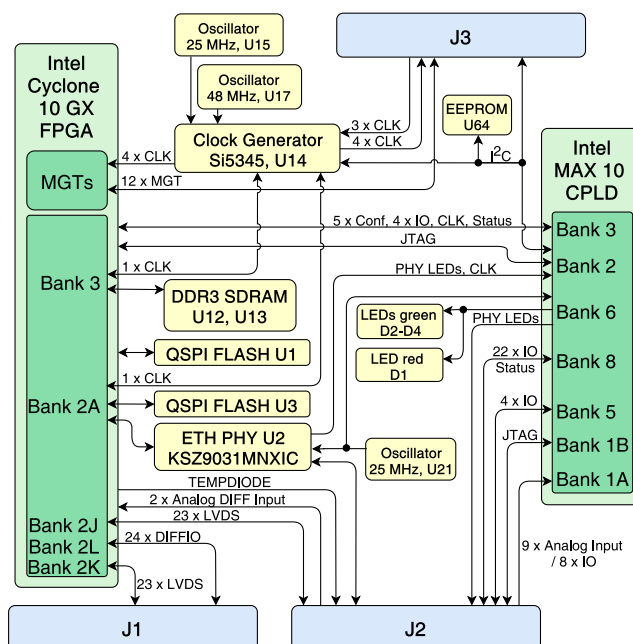 Oscillator
25 MHz, U15
J3
Intel
Cyclone
10 GX
FPGA
Oscillator
48 MHz, U17
EEPROM
U64
3 x CLK
Clock Generator
Si5345, U14
4 x CLK
Intel
MAX 10
CPLD
4 x CLK
I²C
MGTs
12 x MGT
5 x Conf, 4 x IO, CLK, Status
Bank 3
JTAG
Bank 2
1 x CLK
PHY LEDs, CLK
Bank 3
DDR3 SDRAM
U12, U13
LEDs green
D2-D4
PHY LEDs
Bank 6
QSPI FLASH U1
LED red
D1
22 x IO
Status
Bank 8
1 x CLK
Bank 2A
QSPI FLASH U3
4 x IO
Bank 5
ETH PHY U2
KSZ9031MNXIC
Oscillator
25 MHz, U21
JTAG
Bank 1B
TEMPDIODE
Bank 1A
2 x Analog DIFF Input
23 x LVDS
Bank 2J
24 x DIFFIO
Bank 2L
Bank 2K
23 x LVDS
9 x Analog Input
/ 8 x IO
J1
J2